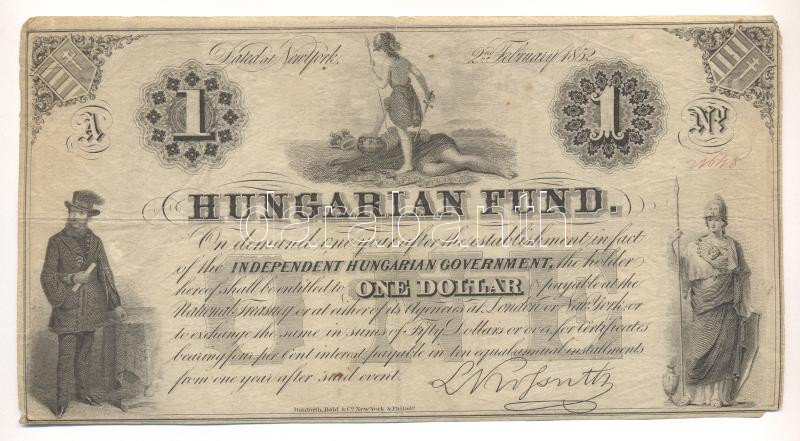 Dated at New York, 2nd February 1852
1 1
A No
HUNGARIAN FUND.
On demand one year after the establishment, in fact
of the INDEPENDENT HUNGARIAN GOVERNMENT, the holder
hereof shall be entitled to ONE DOLLAR payable at the
National Treasury or at either of its Agencies at London or New York, or
to exchange the same in sums of Fifty Dollars or over, for Certificates
bearing four per Cent interest, payable in ten equal annual installments
from one year after said event.
L Kossuth
Danforth, Bald & Co. New York & Philada.
darabanth.com